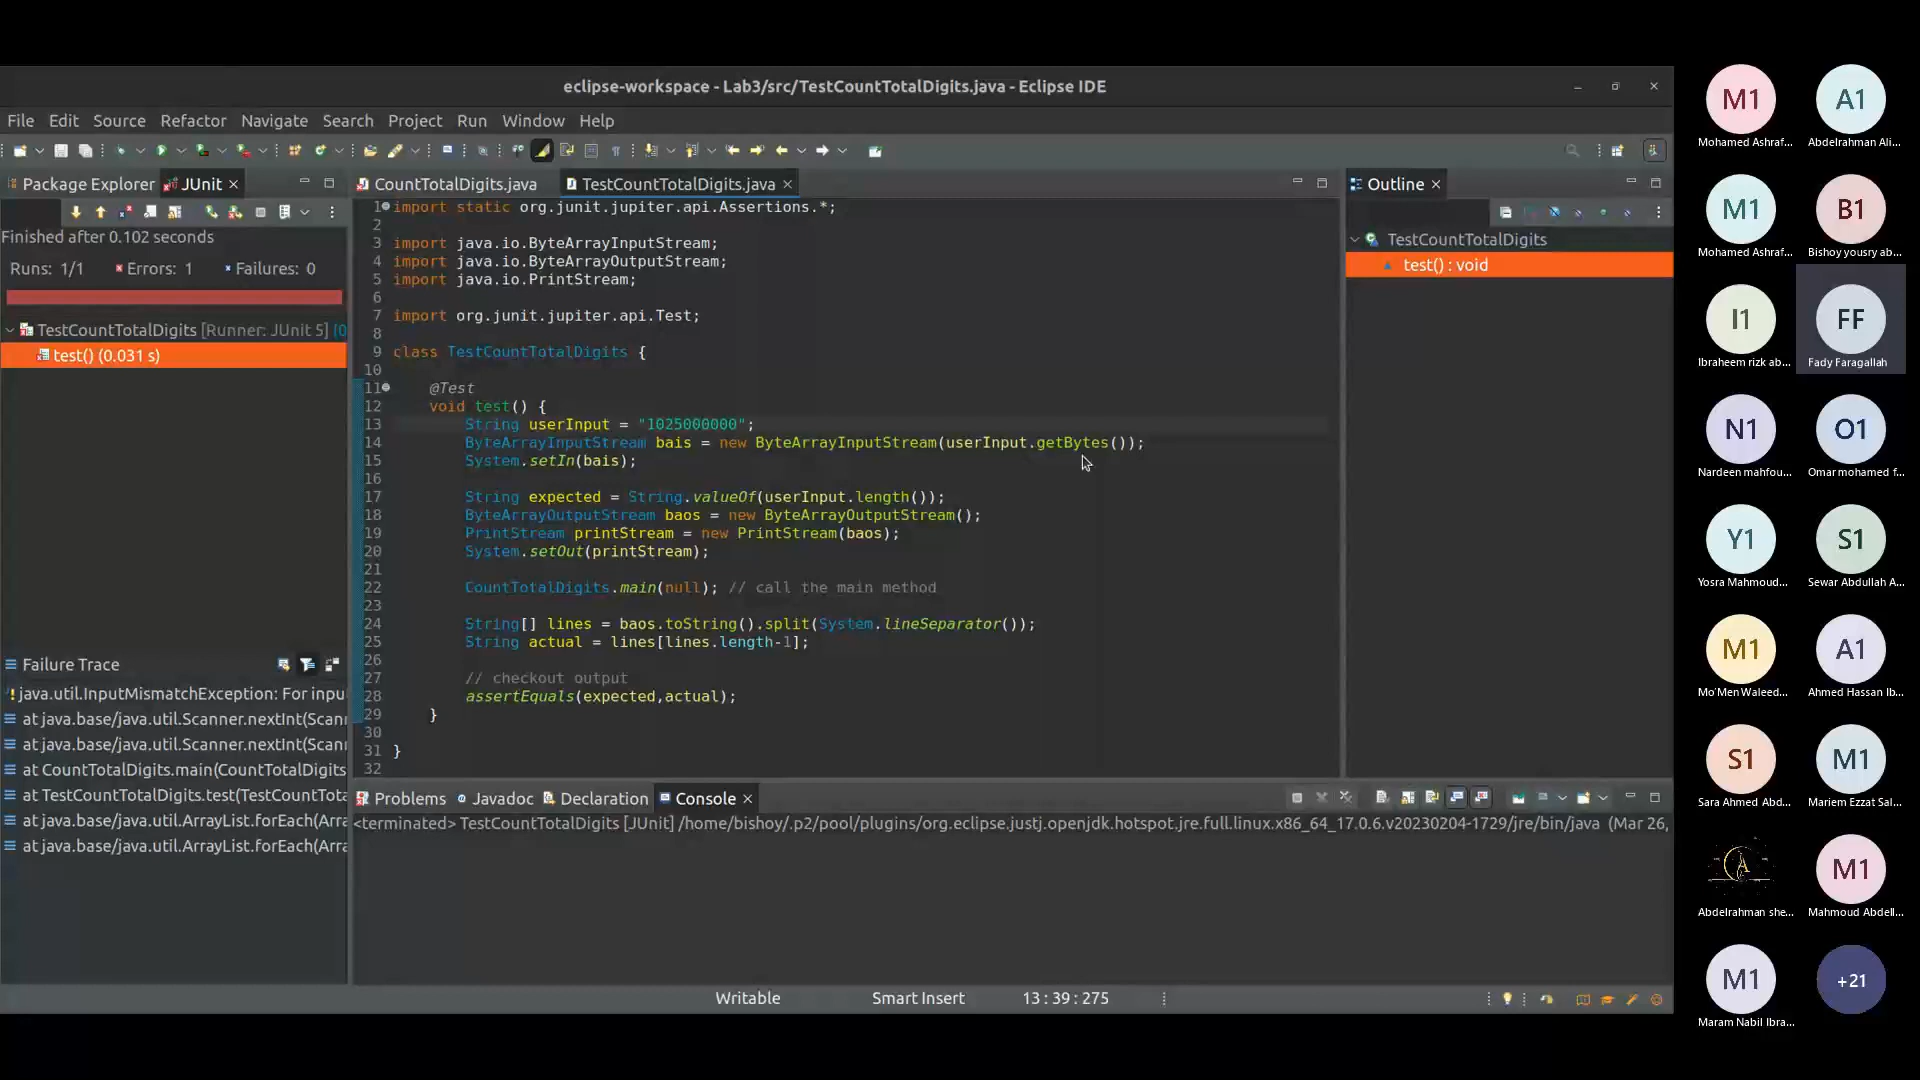 eclipse-workspace - Lab3/src/TestCountTotalDigits.java - Eclipse IDE
File Edit Source Refactor Navigate Search Project Run Window Help
Package Explorer JUnit
Finished after 0.102 seconds
Runs: 1/1 Errors: 1 Failures: 0
TestCountTotalDigits [Runner: JUnit 5] (0
test() (0.031 s)
Failure Trace
java.util.InputMismatchException: For inpu
at java.base/java.util.Scanner.nextInt(Scan
at java.base/java.util.Scanner.nextInt(Scan
at CountTotalDigits.main(CountTotalDigits
at TestCountTotalDigits.test(TestCountTota
at java.base/java.util.ArrayList.forEach(Arra
at java.base/java.util.ArrayList.forEach(Arra
CountTotalDigits.java TestCountTotalDigits.java
1 import static org.junit.jupiter.api.Assertions.*;
2
3 import java.io.ByteArrayInputStream;
4 import java.io.ByteArrayOutputStream;
5 import java.io.PrintStream;
6
7 import org.junit.jupiter.api.Test;
8
9 class TestCountTotalDigits {
10
11 @Test
12 void test() {
13 String userInput = "1025000000";
14 ByteArrayInputStream bais = new ByteArrayInputStream(userInput.getBytes());
15 System.setIn(bais);
16
17 String expected = String.valueOf(userInput.length());
18 ByteArrayOutputStream baos = new ByteArrayOutputStream();
19 PrintStream printStream = new PrintStream(baos);
20 System.setOut(printStream);
21
22 CountTotalDigits.main(null); // call the main method
23
24 String[] lines = baos.toString().split(System.lineSeparator());
25 String actual = lines[lines.length-1];
26
27 // checkout output
28 assertEquals(expected,actual);
29 }
30
31 }
32
Outline
TestCountTotalDigits
test() : void
Problems Javadoc Declaration Console
<terminated> TestCountTotalDigits [JUnit] /home/bishoy/.p2/pool/plugins/org.eclipse.justj.openjdk.hotspot.jre.full.linux.x86_64_17.0.6.v20230204-1729/jre/bin/java (Mar 26,
Writable Smart Insert 13 : 39 : 275
M1 A1
Mohamed Ashraf... Abdelrahman Ali...
M1 B1
Mohamed Ashraf... Bishoy yousry ab...
I1 FF
Ibraheem rizk ab... Fady Faragallah
N1 O1
Nardeen mahfou... Omar mohamed f...
Y1 S1
Yosra Mahmoud... Sewar Abdullah A...
M1 A1
Mo'Men Waleed... Ahmed Hassan Ib...
S1 M1
Sara Ahmed Abd... Mariem Ezzat Sal...
A M1
Abdelrahman she... Mahmoud Abdell...
M1 +21
Maram Nabil Ibra...